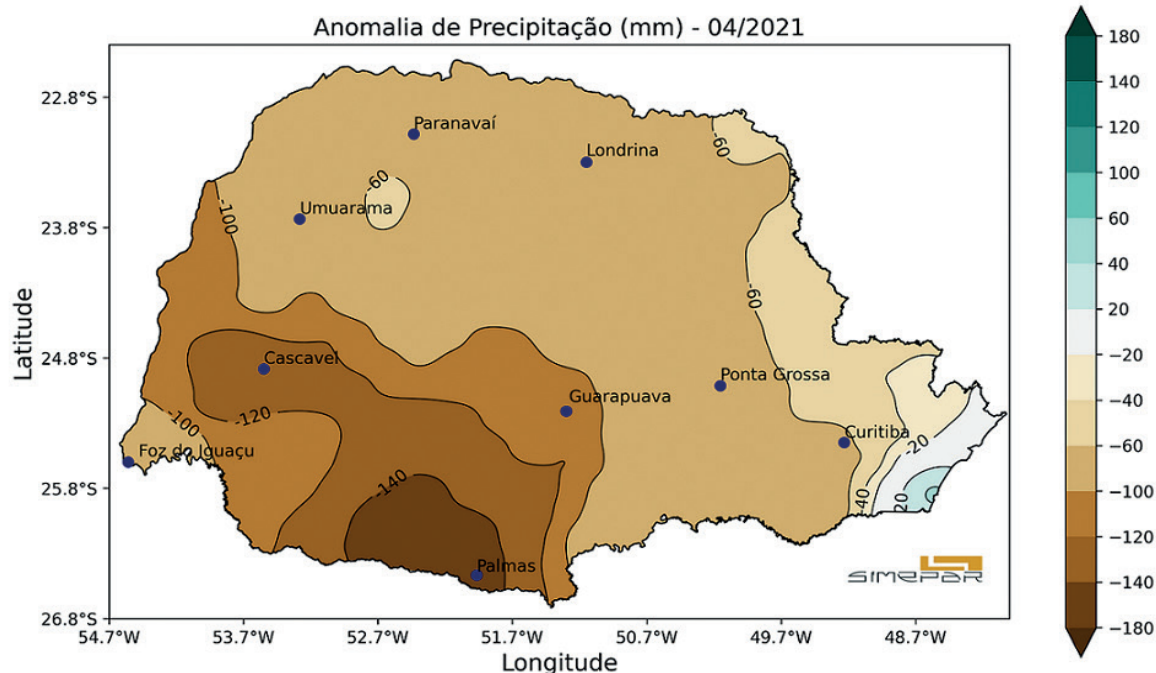 Anomalia de Precipitação (mm) - 04/2021
Latitude
22.8°S
23.8°S
24.8°S
25.8°S
26.8°S
Paranavaí
Londrina
-60
-60
Umuarama
-100
-60
Cascavel
Ponta Grossa
Guarapuava
-120
-100
Curitiba
-20
Foz do Iguaçu
-140
-40
20
Palmas
SIMEPAR
54.7°W
53.7°W
52.7°W
51.7°W
50.7°W
49.7°W
48.7°W
Longitude
180
140
120
100
60
40
20
−20
−40
−60
−100
−120
−140
−180